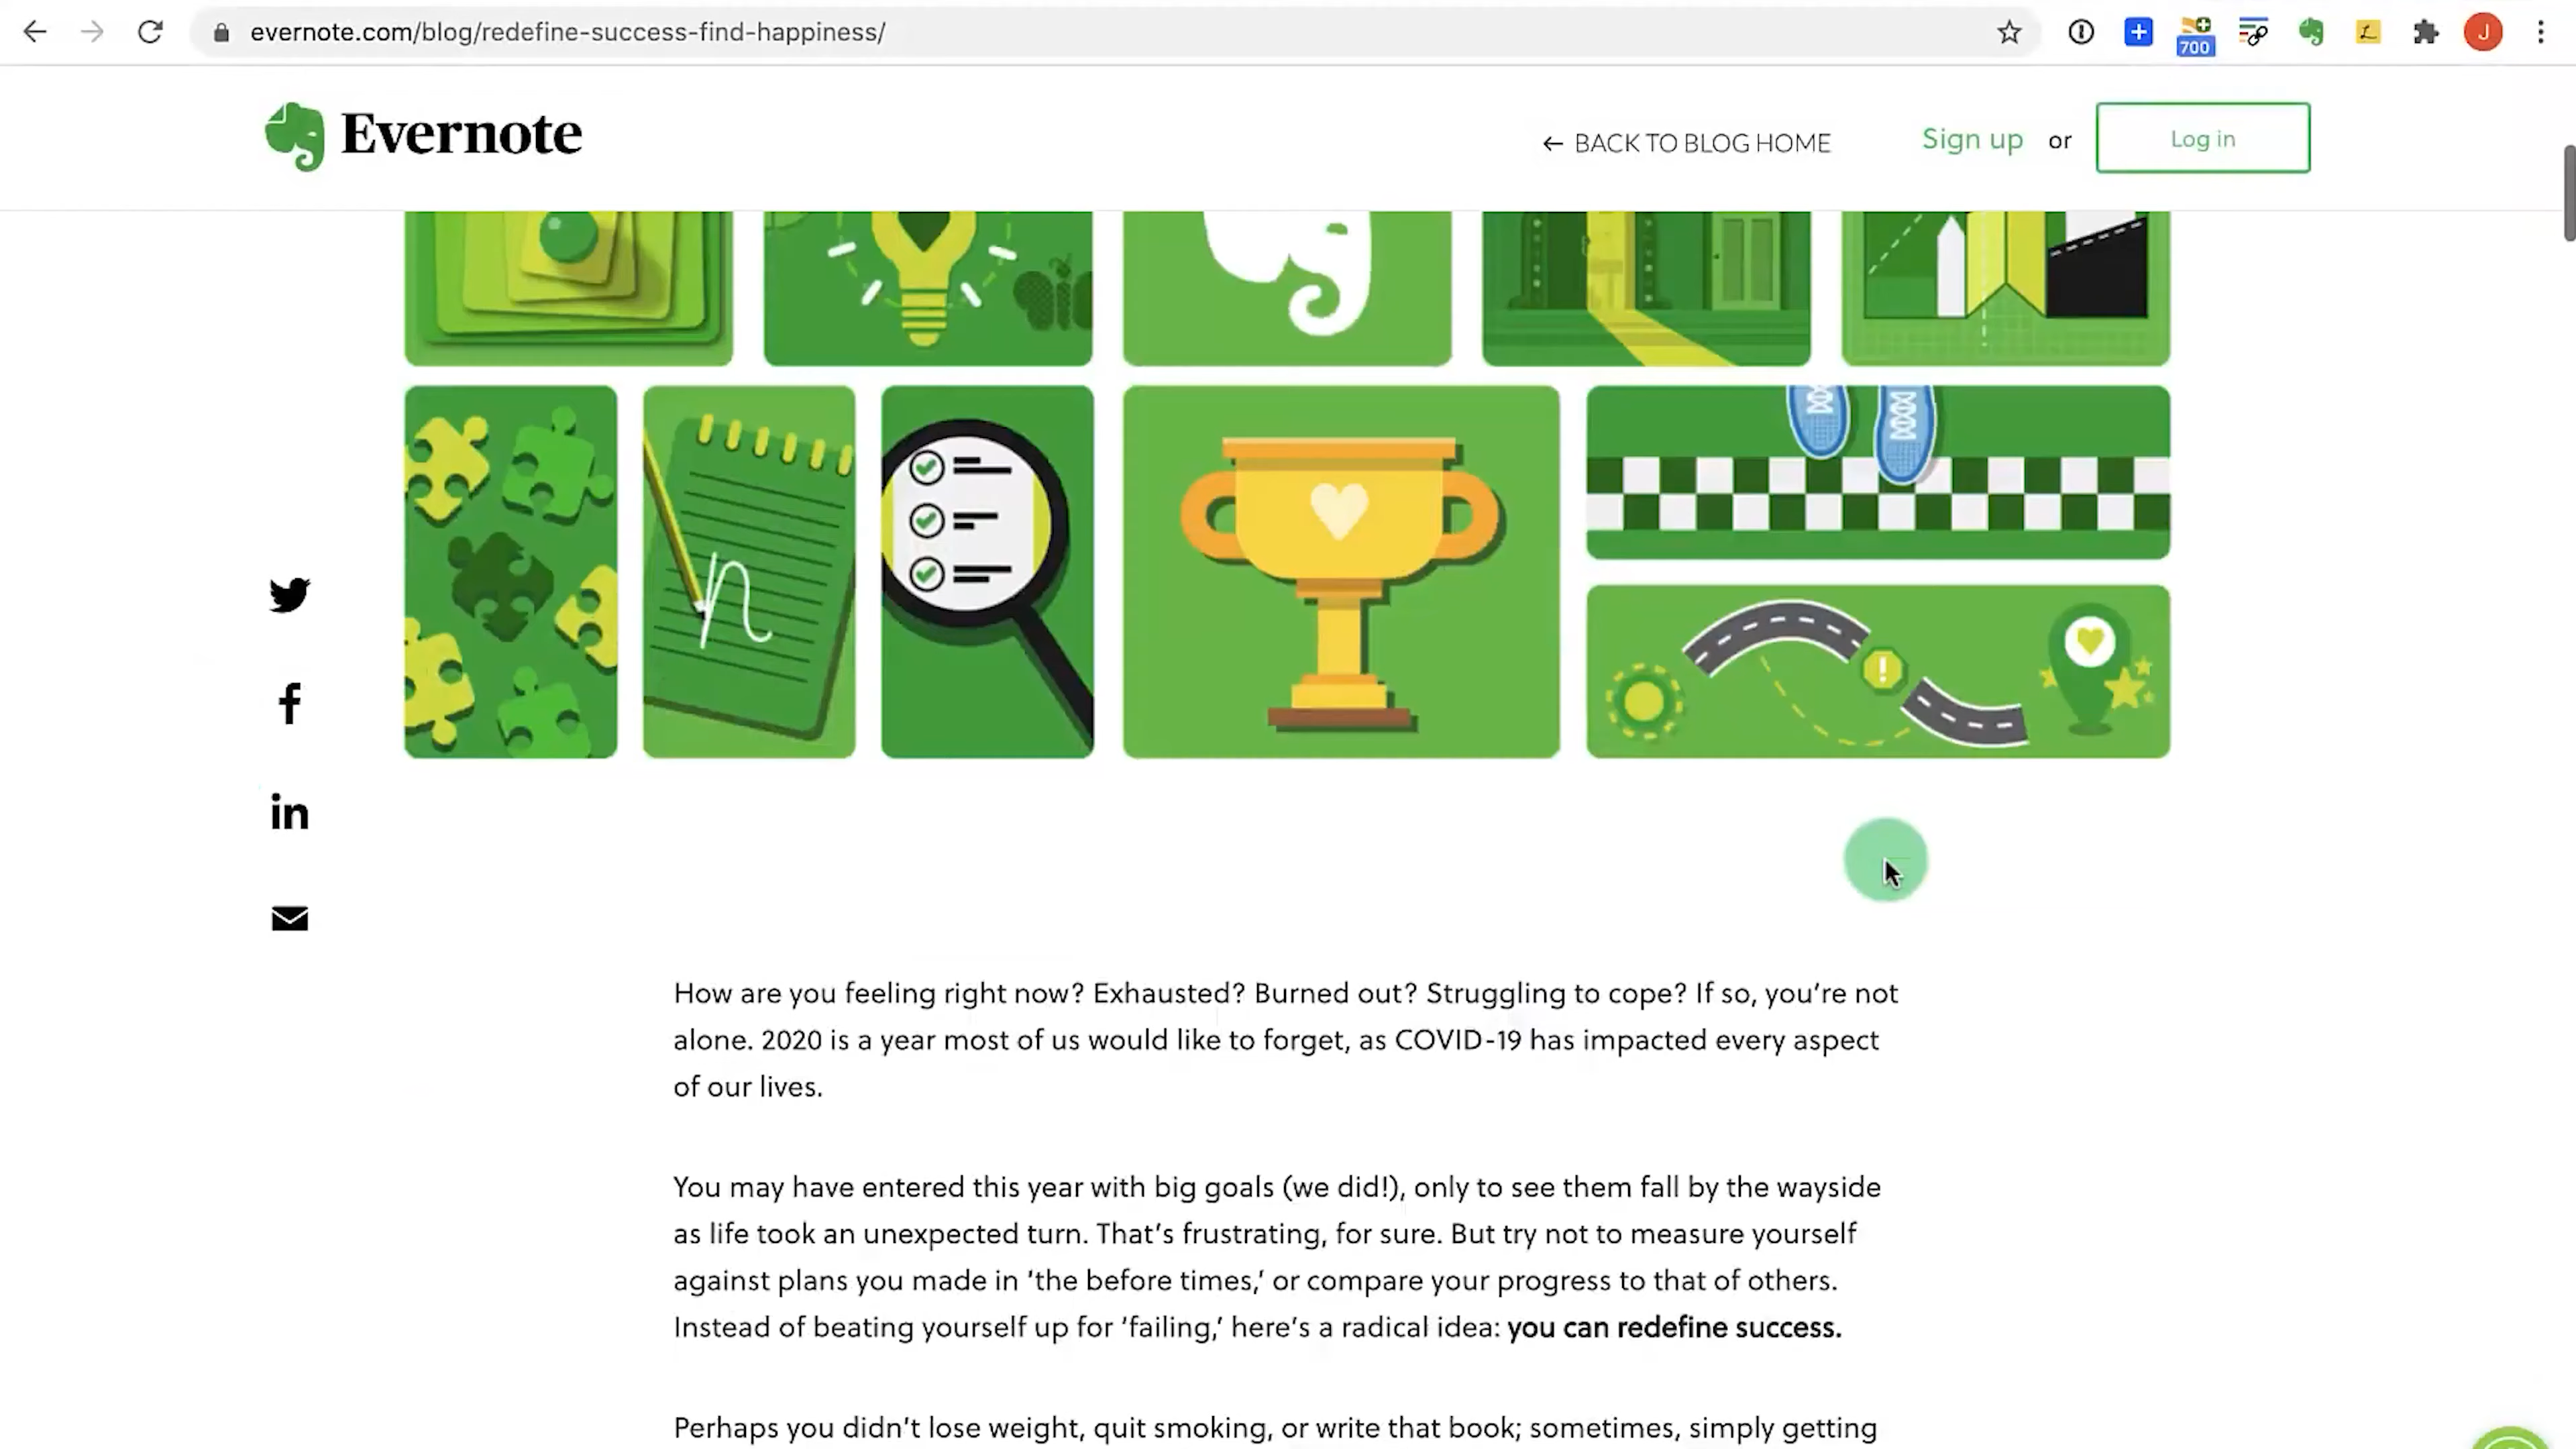 evernote.com/blog/redefine-success-find-happiness/
700
J
Evernote
← BACK TO BLOG HOME
Sign up or
Log in
n
!
in
How are you feeling right now? Exhausted? Burned out? Struggling to cope? If so, you’re not
alone. 2020 is a year most of us would like to forget, as COVID-19 has impacted every aspect
of our lives.
You may have entered this year with big goals (we did!), only to see them fall by the wayside
as life took an unexpected turn. That’s frustrating, for sure. But try not to measure yourself
against plans you made in ‘the before times,’ or compare your progress to that of others.
Instead of beating yourself up for ‘failing,’ here’s a radical idea: you can redefine success.
Perhaps you didn’t lose weight, quit smoking, or write that book; sometimes, simply getting